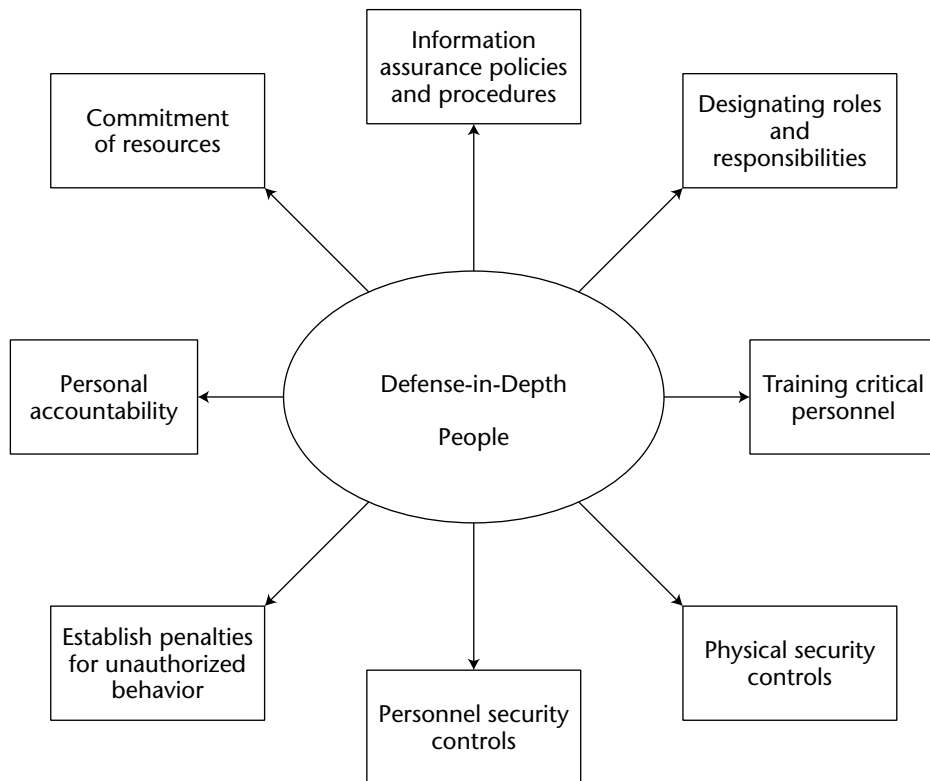 Information
assurance policies
and procedures
Commitment
of resources
Designating roles
and
responsibilities
Personal
accountability
Defense-in-Depth
People
Training critical
personnel
Establish penalties
for unauthorized
behavior
Personnel security
controls
Physical security
controls